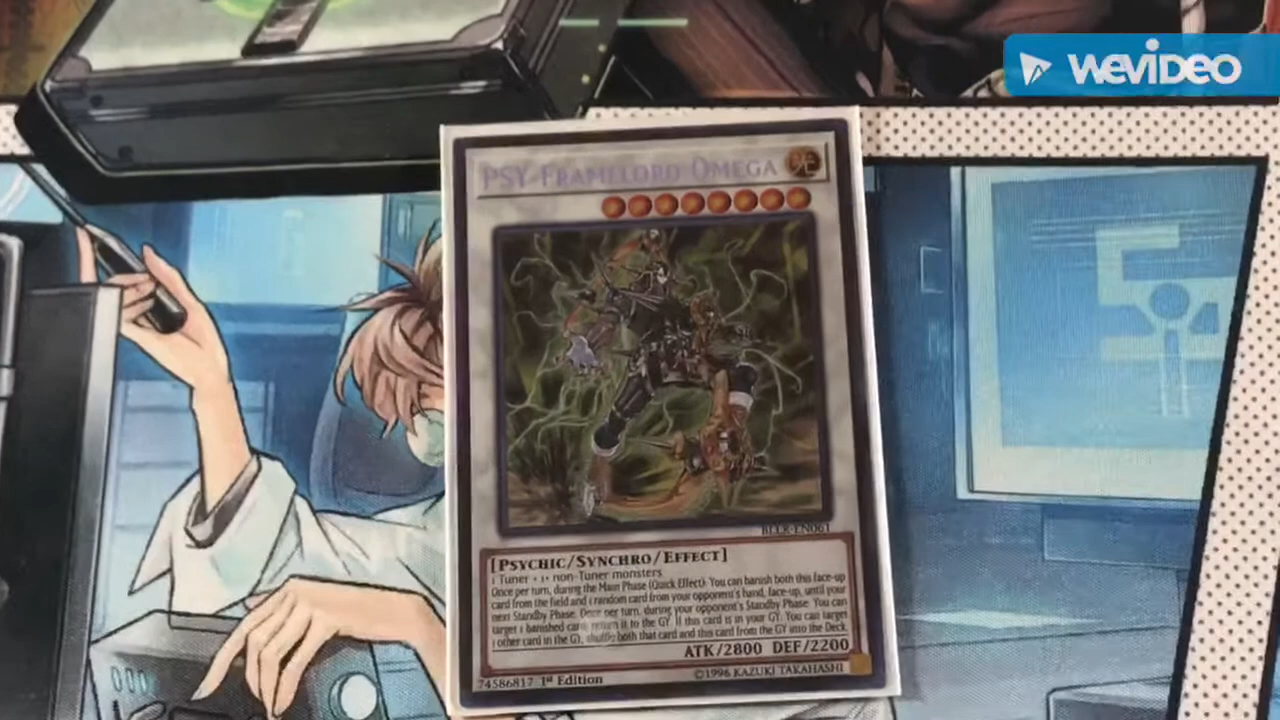 WeVideo
PSY-Framelord Omega
光
BLLR-EN061
[Psychic/Synchro/Effect]
1 Tuner + 1+ non-Tuner monsters
Once per turn, during the Main Phase (Quick Effect): You can banish both this face-up
card from the field and 1 random card from your opponent's hand, face-up, until your
next Standby Phase. Once per turn, during your opponent's Standby Phase: You can
target 1 banished card; return it to the GY. If this card is in your GY: You can target
1 other card in the GY; shuffle both that card and this card from the GY into the Deck.
ATK/2800 DEF/2200
74586817 1st Edition
©1996 KAZUKI TAKAHASHI